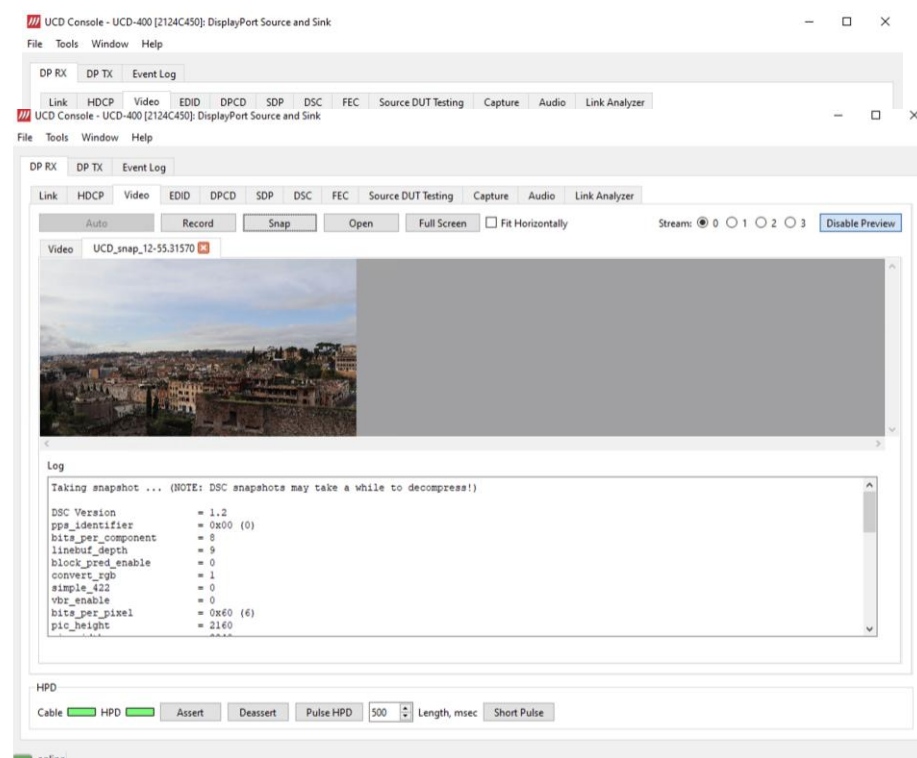 UCD Console - UCD-400 [2124C450]: DisplayPort Source and Sink
File Tools Window Help
DP RX DP TX Event Log
Link HDCP Video EDID DPCD SDP DSC FEC Source DUT Testing Capture Audio Link Analyzer
UCD Console - UCD-400 [2124C450]: DisplayPort Source and Sink
File Tools Window Help
DP RX DP TX Event Log
Link HDCP Video EDID DPCD SDP DSC FEC Source DUT Testing Capture Audio Link Analyzer
Auto Record Snap Open Full Screen Fit Horizontally Stream: 0 1 2 3 Disable Preview
Video UCD_snap_12-55.31570
Log
Taking snapshot ... (NOTE: DSC snapshots may take a while to decompress!)
DSC Version = 1.2
pps_identifier = 0x00 (0)
bits_per_component = 8
linebuf_depth = 9
block_pred_enable = 0
convert_rgb = 1
simple_422 = 0
vbr_enable = 0
bits_per_pixel = 0x60 (6)
pic_height = 2160
HPD
Cable HPD Assert Deassert Pulse HPD 500 Length, msec Short Pulse